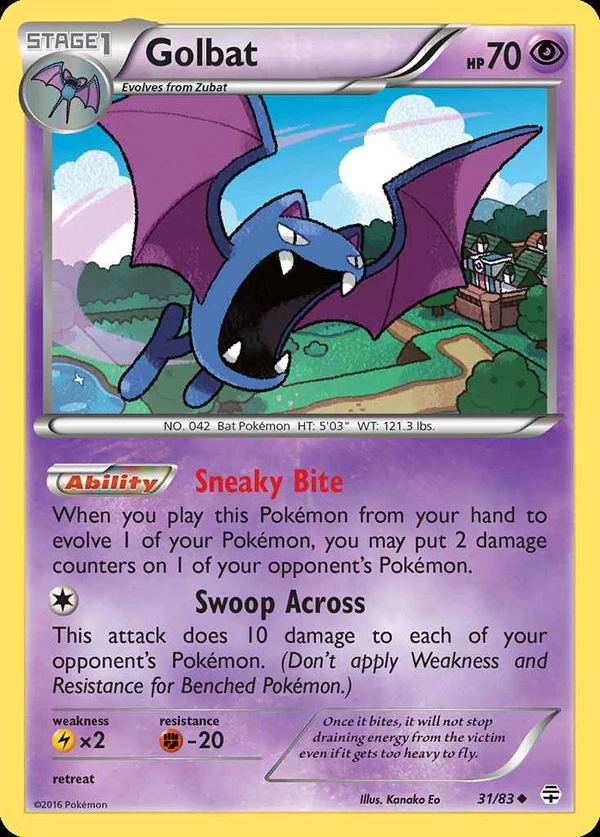 STAGE1
Golbat
HP70
Evolves from Zubat
NO. 042 Bat Pokémon HT: 5'03" WT: 121.3 lbs.
Ability Sneaky Bite
When you play this Pokémon from your hand to
evolve 1 of your Pokémon, you may put 2 damage
counters on 1 of your opponent's Pokémon.
Swoop Across
This attack does 10 damage to each of your
opponent's Pokémon. (Don't apply Weakness and
Resistance for Benched Pokémon.)
weakness
×2
resistance
-20
retreat
Once it bites, it will not stop
draining energy from the victim
even if it gets too heavy to fly.
©2016 Pokémon
Illus. Kanako Eo
31/83